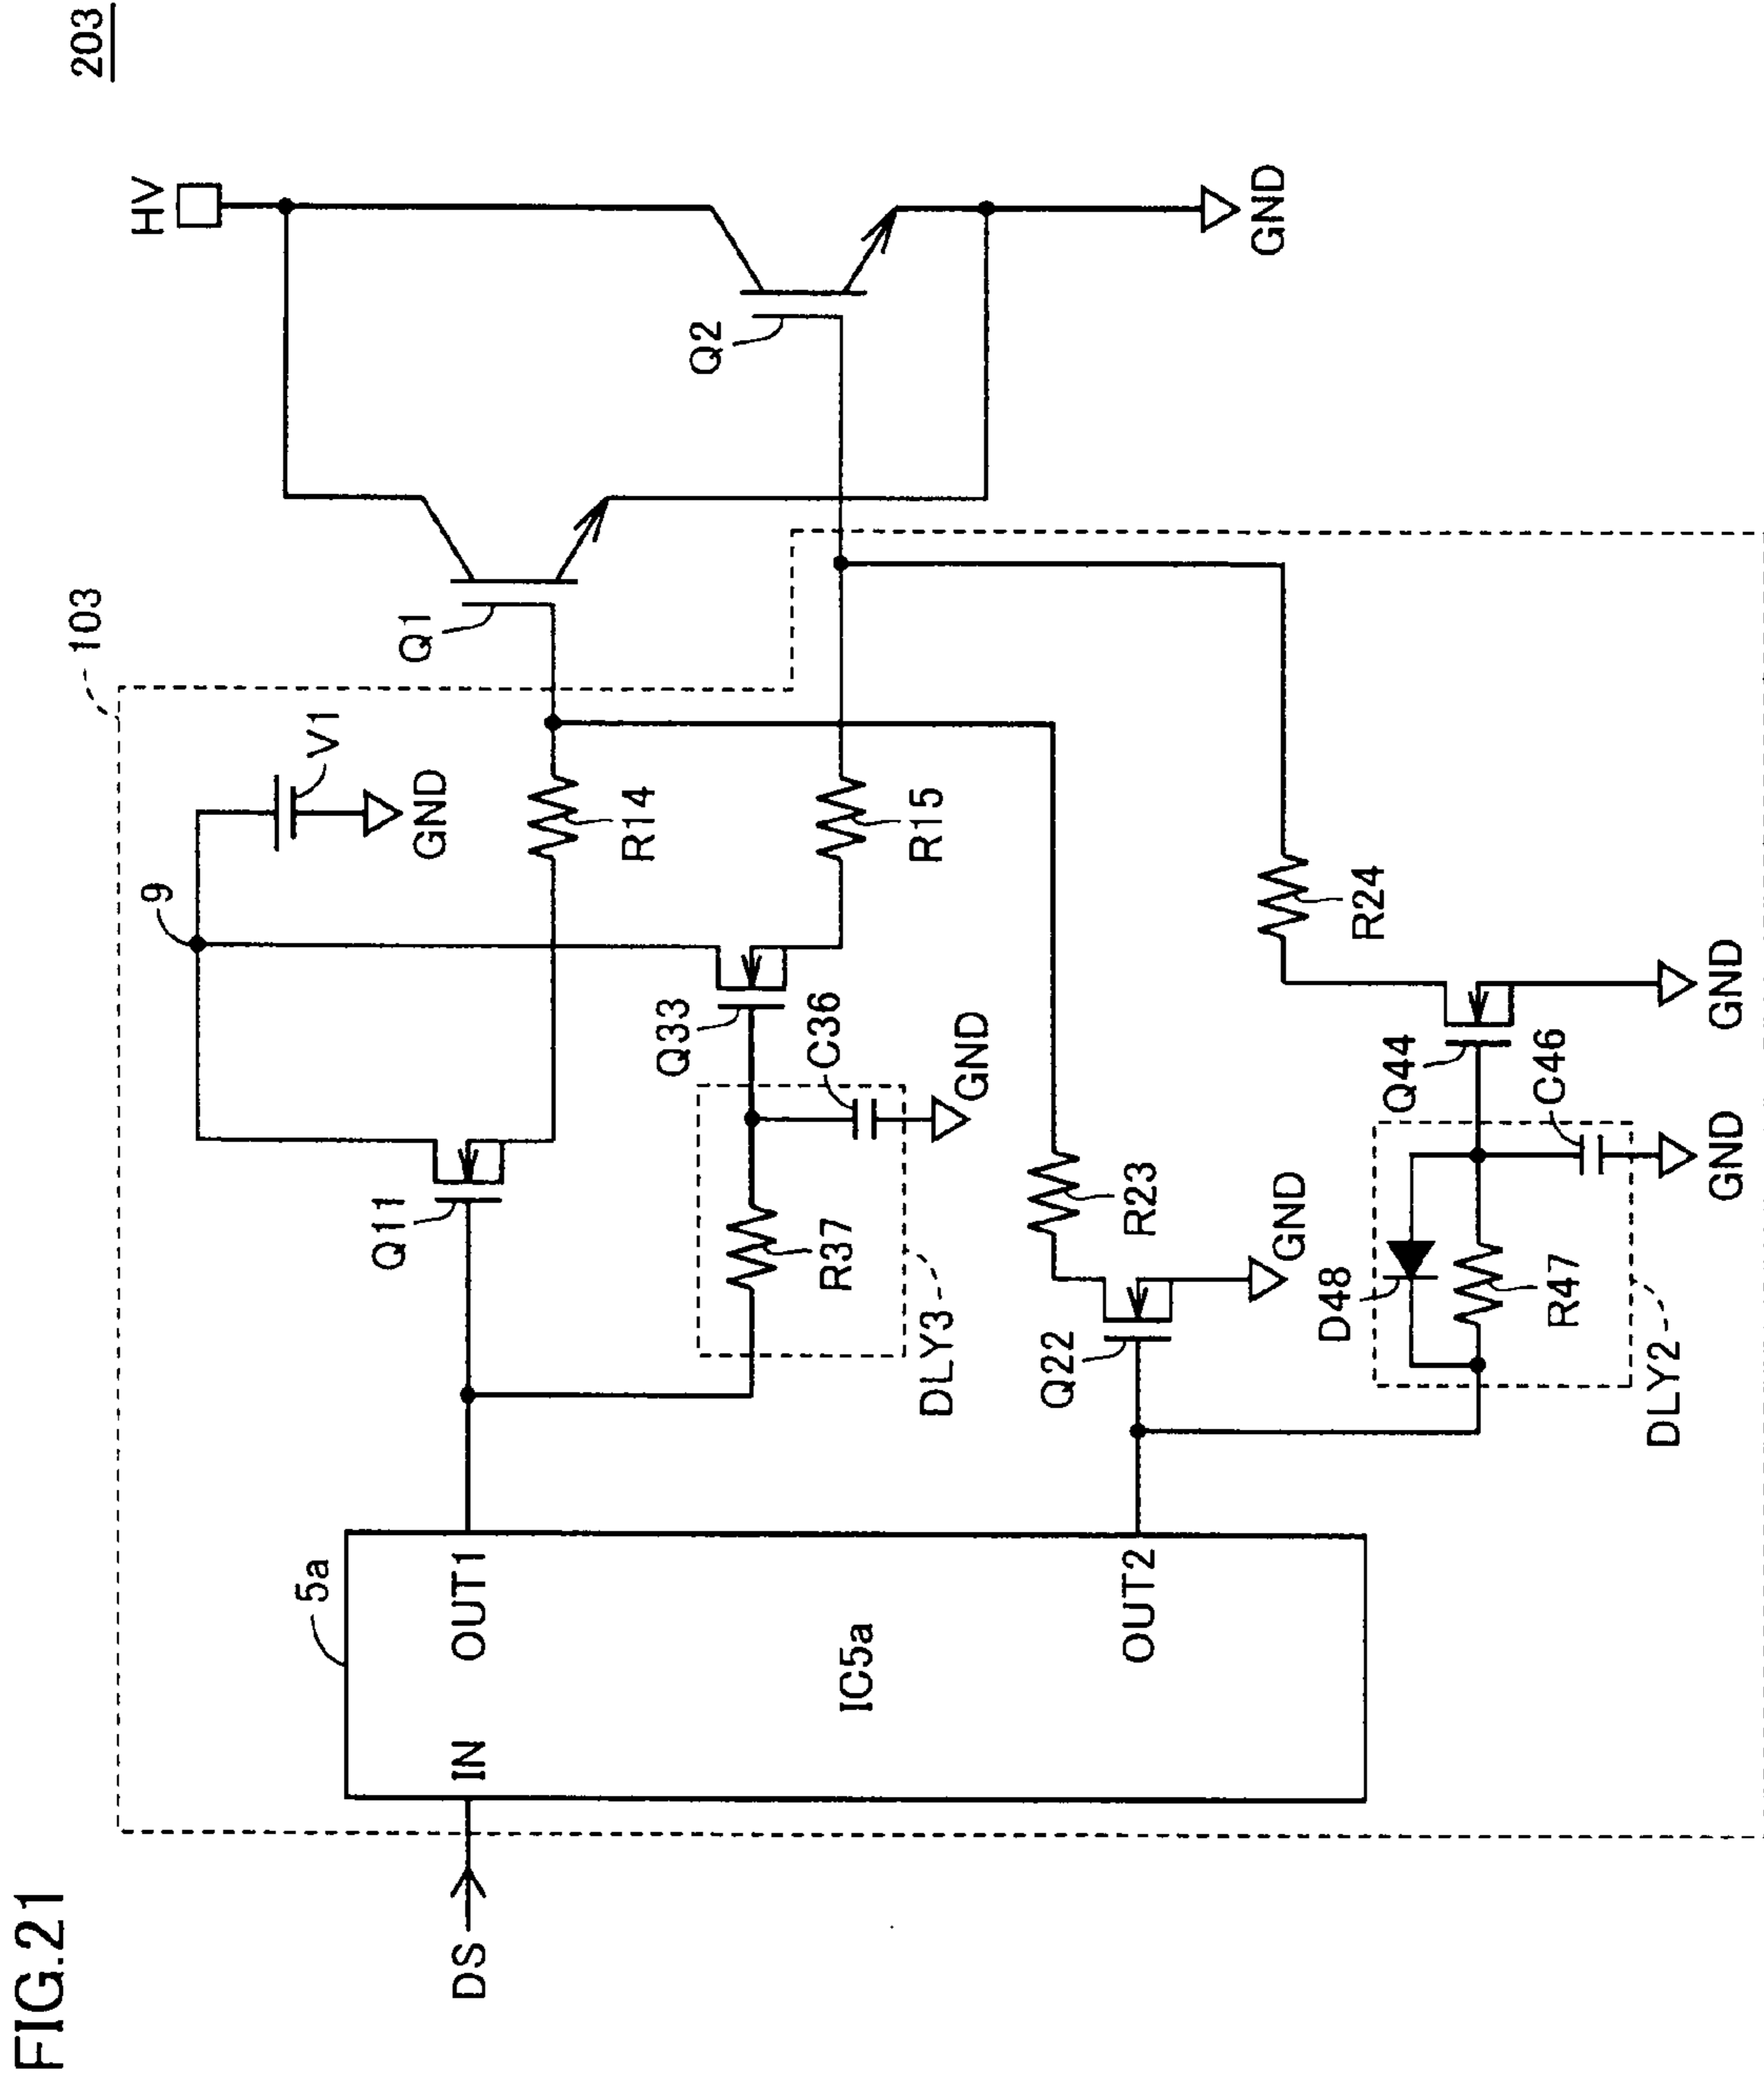 FIG.21
203
103
HV
9
V1
GND
Q1
Q2
GND
R14
R15
Q11
Q33
C36
GND
R37
DLY3
5a
DS
IN
OUT1
IC5a
OUT2
Q22
R23
GND
R24
Q44
GND
C46
GND
D48
R47
DLY2